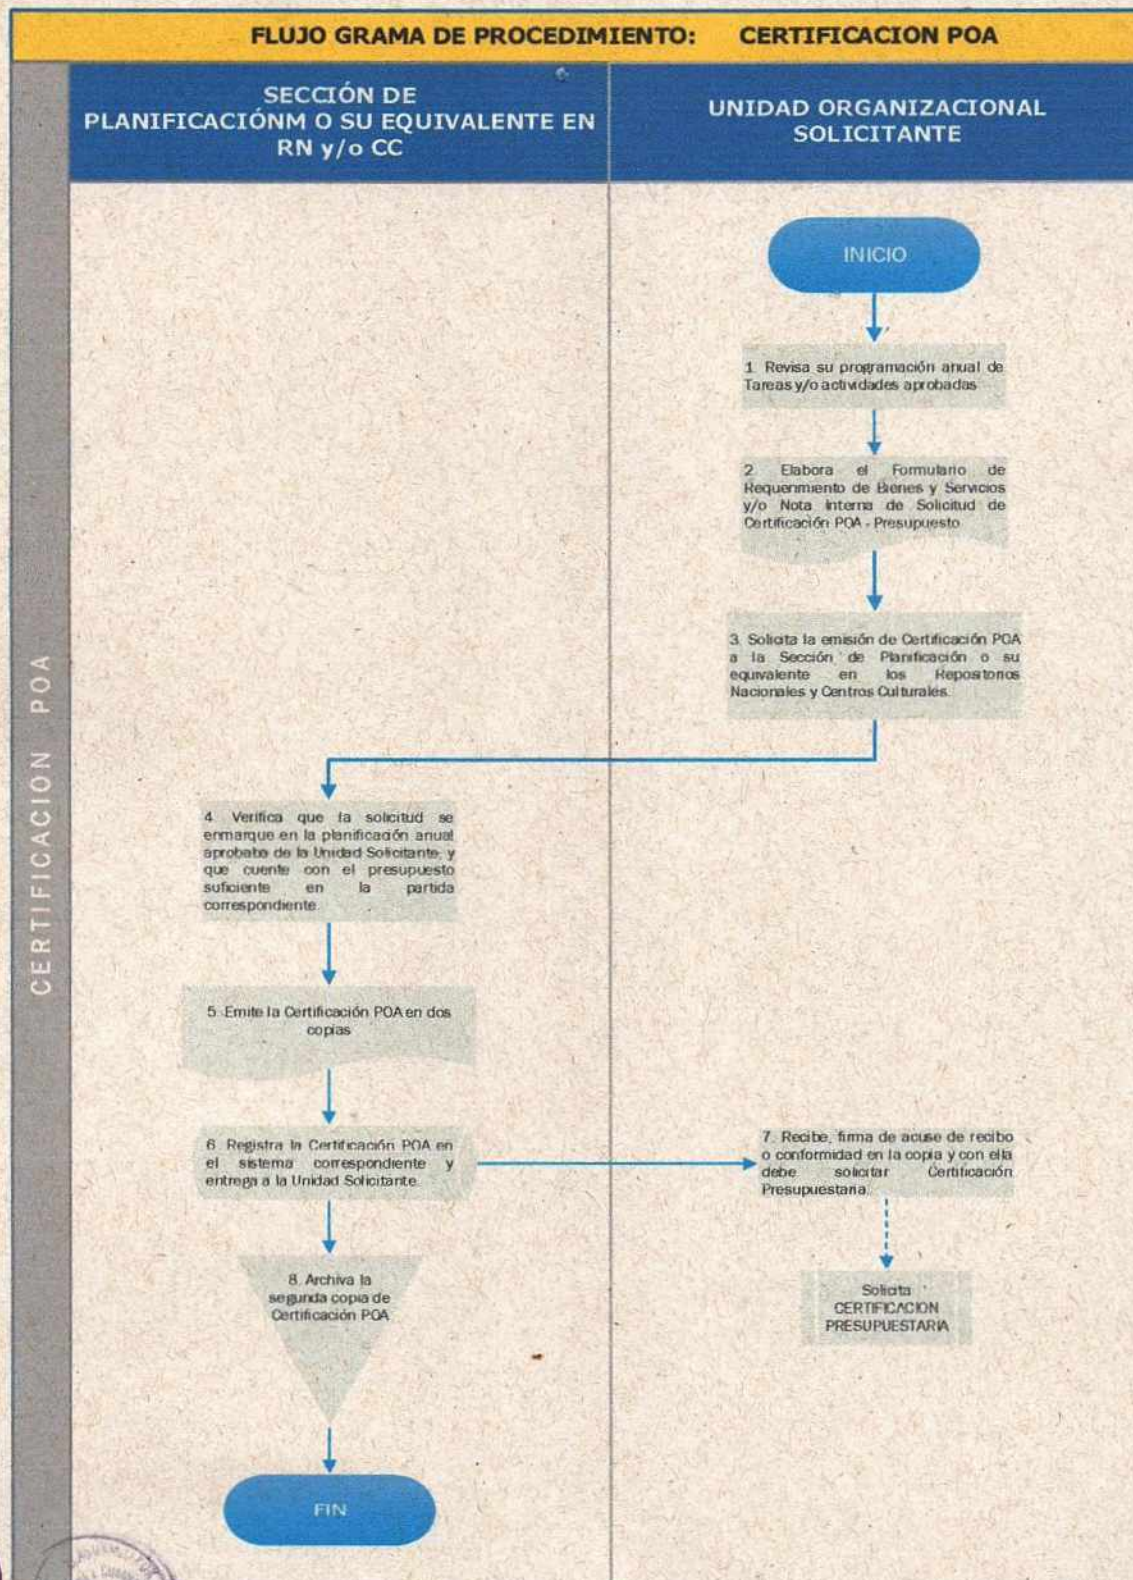 FLUJO GRAMA DE PROCEDIMIENTO: CERTIFICACION POA
SECCIÓN DE
PLANIFICACIÓNM O SU EQUIVALENTE EN
RN y/o CC
UNIDAD ORGANIZACIONAL
SOLICITANTE
CERTIFICACION POA
INICIO
1. Revisa su programación anual de
Tareas y/o actividades aprobadas
2. Elabora el Formulario de
Requerimiento de Bienes y Servicios
y/o Nota Interna de Solicitud de
Certificación POA - Presupuesto
3. Solicita la emisión de Certificación POA
a la Sección de Planificación o su
equivalente en los Repositorios
Nacionales y Centros Culturales.
4. Verifica que la solicitud se
enmarque en la planificación anual
aprobabe de la Unidad Solicitante, y
que cuente con el presupuesto
suficiente en la partida
correspondiente.
5. Emite la Certificación POA en dos
copias
6. Registra la Certificación POA en
el sistema correspondiente y
entrega a la Unidad Solicitante.
7. Recibe, firma de acuse de recibo
o conformidad en la copia y con ella
debe solicitar Certificación
Presupuestaria.
8. Archiva la
segunda copia de
Certificación POA
Solicita
CERTIFICACION
PRESUPUESTARIA
FIN